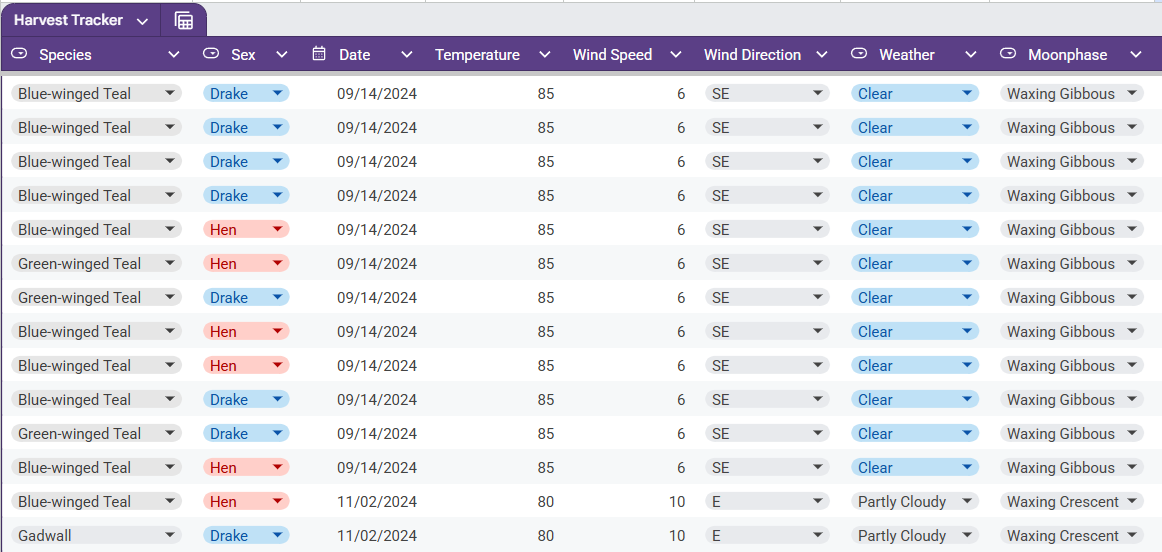 Harvest Tracker
Species Sex Date Temperature Wind Speed Wind Direction Weather Moonphase
Blue-winged Teal Drake 09/14/2024 85 6 SE Clear Waxing Gibbous
Blue-winged Teal Drake 09/14/2024 85 6 SE Clear Waxing Gibbous
Blue-winged Teal Drake 09/14/2024 85 6 SE Clear Waxing Gibbous
Blue-winged Teal Drake 09/14/2024 85 6 SE Clear Waxing Gibbous
Blue-winged Teal Hen 09/14/2024 85 6 SE Clear Waxing Gibbous
Green-winged Teal Hen 09/14/2024 85 6 SE Clear Waxing Gibbous
Green-winged Teal Drake 09/14/2024 85 6 SE Clear Waxing Gibbous
Blue-winged Teal Hen 09/14/2024 85 6 SE Clear Waxing Gibbous
Blue-winged Teal Hen 09/14/2024 85 6 SE Clear Waxing Gibbous
Blue-winged Teal Drake 09/14/2024 85 6 SE Clear Waxing Gibbous
Green-winged Teal Drake 09/14/2024 85 6 SE Clear Waxing Gibbous
Blue-winged Teal Hen 09/14/2024 85 6 SE Clear Waxing Gibbous
Blue-winged Teal Hen 11/02/2024 80 10 E Partly Cloudy Waxing Crescent
Gadwall Drake 11/02/2024 80 10 E Partly Cloudy Waxing Crescent